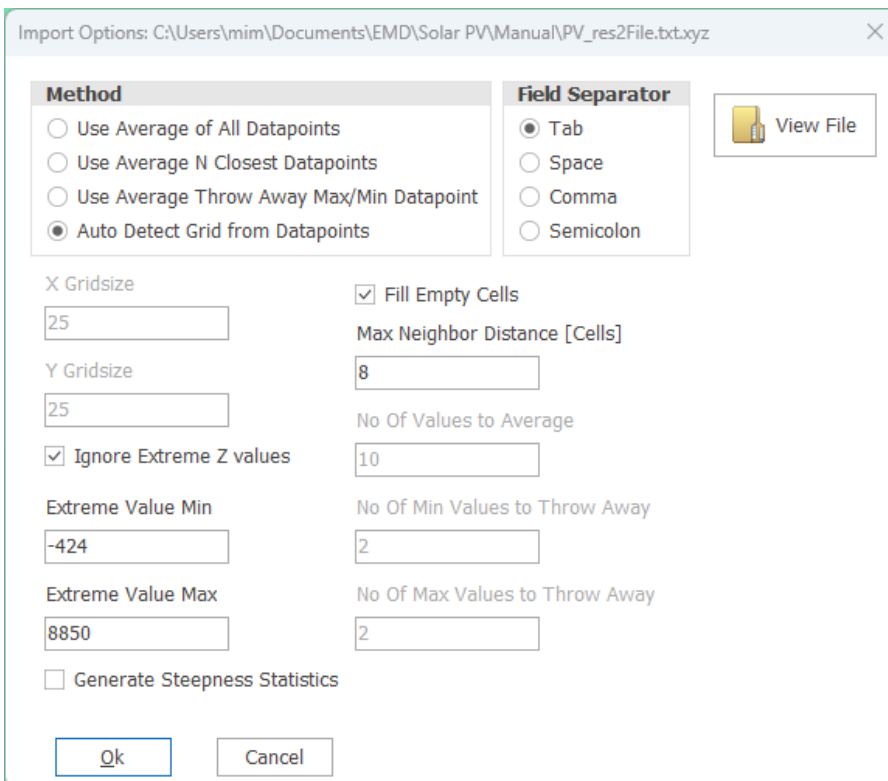 Import Options: C:\Users\mim\Documents\EMD\Solar PV\Manual\PV_res2File.txt.xyz
Method
Use Average of All Datapoints
Use Average N Closest Datapoints
Use Average Throw Away Max/Min Datapoint
Auto Detect Grid from Datapoints
Field Separator
Tab
Space
Comma
Semicolon
View File
X Gridsize
25
Y Gridsize
25
Ignore Extreme Z values
Extreme Value Min
-424
Extreme Value Max
8850
Generate Steepness Statistics
Fill Empty Cells
Max Neighbor Distance [Cells]
8
No Of Values to Average
10
No Of Min Values to Throw Away
2
No Of Max Values to Throw Away
2
Ok
Cancel